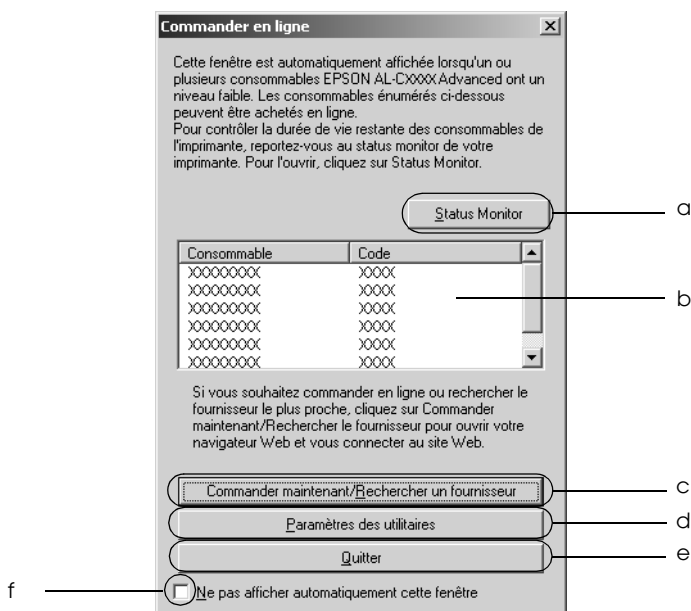 Commander en ligne
Cette fenêtre est automatiquement affichée lorsqu'un ou
plusieurs consommables EPSON AL-CXXXX Advanced ont un
niveau faible. Les consommables énumérés ci-dessous
peuvent être achetés en ligne.
Pour contrôler la durée de vie restante des consommables de
l'imprimante, reportez-vous au status monitor de votre
imprimante. Pour l'ouvrir, cliquez sur Status Monitor.
Status Monitor
a
Consommable Code
XXXXXXXX XXXX
XXXXXXXX XXXX
b
XXXXXXXX XXXX
XXXXXXXX XXXX
XXXXXXXX XXXX
XXXXXXXX XXXX
Si vous souhaitez commander en ligne ou rechercher le
fournisseur le plus proche, cliquez sur Commander
maintenant/Rechercher le fournisseur pour ouvrir votre
navigateur Web et vous connecter au site Web.
Commander maintenant/Rechercher un fournisseur
c
Paramètres des utilitaires
d
Quitter
e
f
Ne pas afficher automatiquement cette fenêtre